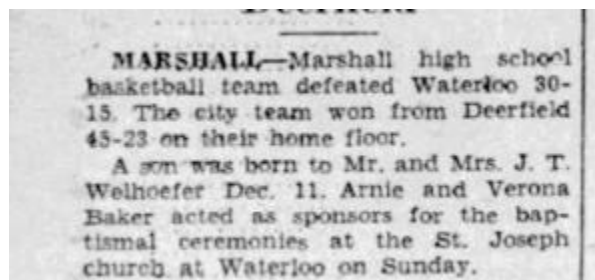 Deerfield
MARSHALL—Marshall high school
basketball team defeated Waterloo 30-
15. The city team won from Deerfield
45-23 on their home floor.
A son was born to Mr. and Mrs. J. T.
Welhoefer Dec. 11. Arnie and Verona
Baker acted as sponsors for the bap-
tismal ceremonies at the St. Joseph
church at Waterloo on Sunday.